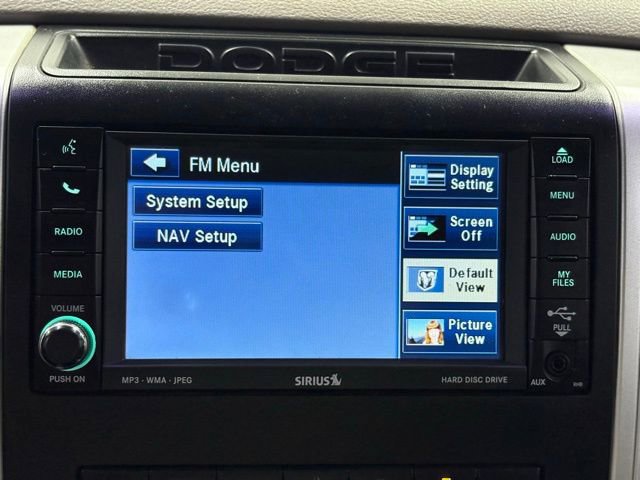 DODGE
FM Menu
System Setup
NAV Setup
Display
Setting
Screen
Off
Default
View
Picture
View
RADIO
MEDIA
VOLUME
PUSH ON
LOAD
MENU
AUDIO
MY
FILES
PULL
AUX
RHB
MP3 · WMA · JPEG
SIRIUS
HARD DISC DRIVE